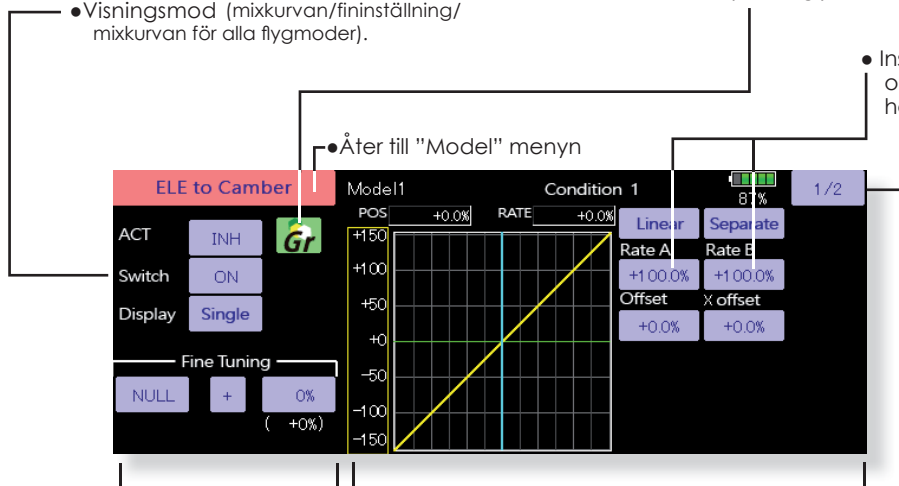 ●Visningsmod (mixkurvan/fininställning/
mixkurvan för alla flygmoder).
●Åter till ”Model” menyn
ELE to Camber
Model1
Condition 1
87%
1/2
POS
+0.0%
RATE
+0.0%
Linear
Separate
ACT
INH
Gr
Switch
ON
Display
Single
Rate A
Rate B
+100.0%
+100.0%
Offset
X offset
+0.0%
+0.0%
+150
+100
+50
+0
-50
-100
-150
Fine Tuning
NULL
+
0%
( +0%)